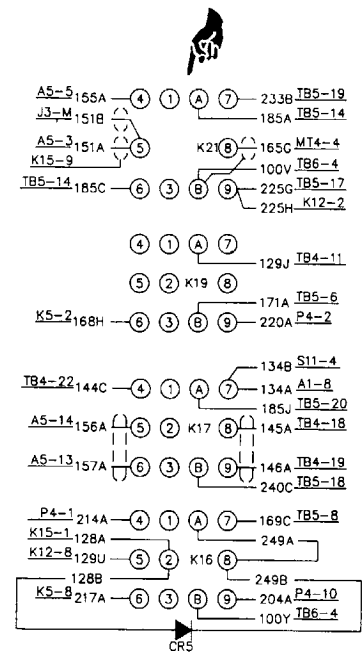 A5-5 155A 4 1 A 7 233B TB5-19
J3-M 151B 185A TB5-14
A5-3 151A 5 K21 8 165G MT4-4
K15-9 100V TB6-4
TB5-14 185C 6 3 B 9 225G TB5-17
225H K12-2
4 1 A 7
129J TB4-11
5 2 K19 8
171A TB5-6
K5-2 168H 6 3 B 9 220A P4-2
134B S11-4
TB4-22 144C 4 1 A 7 134A A1-8
185J TB5-20
A5-14 156A 5 2 K17 8 145A TB4-18
A5-13 157A 6 3 B 9 146A TB4-19
240C TB5-18
P4-1 214A 4 1 A 7 169C TB5-8
K15-1 128A 249A
K12-8 129U 5 2 K16 8
128B 249B
K5-8 217A 6 3 B 9 204A P4-10
100Y TB6-4
CR5